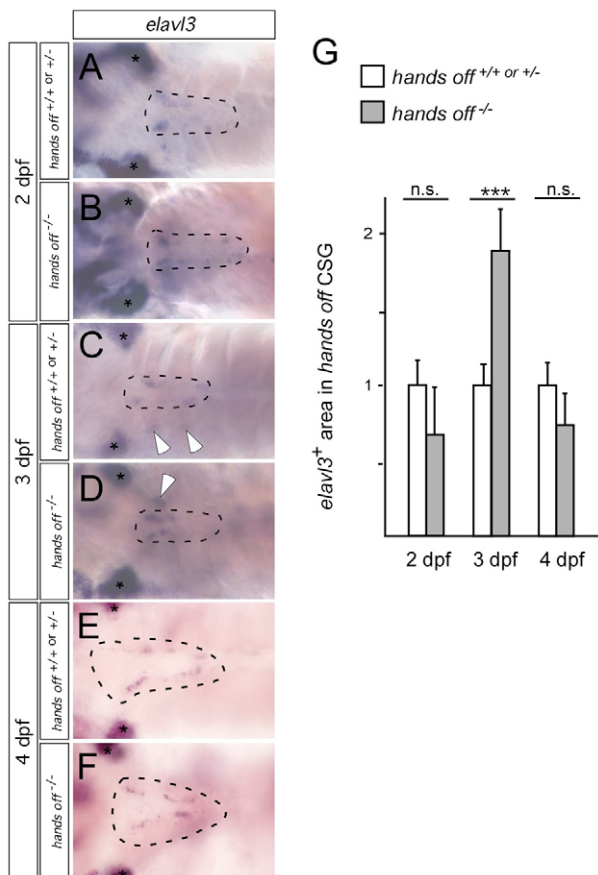 elavl3
G
hands off +/+ or +/-
hands off -/-
2 dpf
hands off +/+ or +/-
A
*
*
hands off -/-
B
*
*
3 dpf
hands off +/+ or +/-
C
*
*
hands off -/-
D
*
*
4 dpf
hands off +/+ or +/-
E
*
*
hands off -/-
F
*
*
elavl3+ area in hands off CSG
n.s.
***
n.s.
2
1
2 dpf
3 dpf
4 dpf